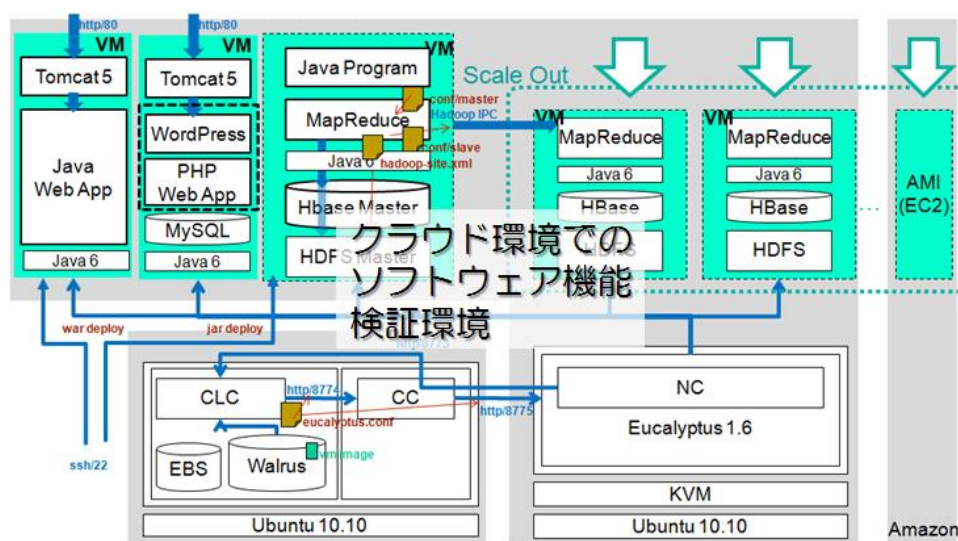 http/80
http/80
VM
VM
VM
Tomcat 5
Tomcat 5
Java Program
Scale Out
conf/master
Hadoop IPC
WordPress
MapReduce
VM
MapReduce
VM
MapReduce
conf/slave
Java 6
hadoop-site.xml
Java 6
Java 6
Java
Web App
PHP
Web App
Hbase Master
HBase
HBase
AMI
(EC2)
MySQL
HDFS Master
HDFS
HDFS
Java 6
Java 6
クラウド環境での
ソフトウェア機能
検証環境
war deploy
jar deploy
http/8773
CLC
http/8774
CC
http/8775
NC
eucalyptus.conf
Eucalyptus 1.6
EBS
Walrus
vm image
ssh/22
KVM
Ubuntu 10.10
Ubuntu 10.10
Amazon